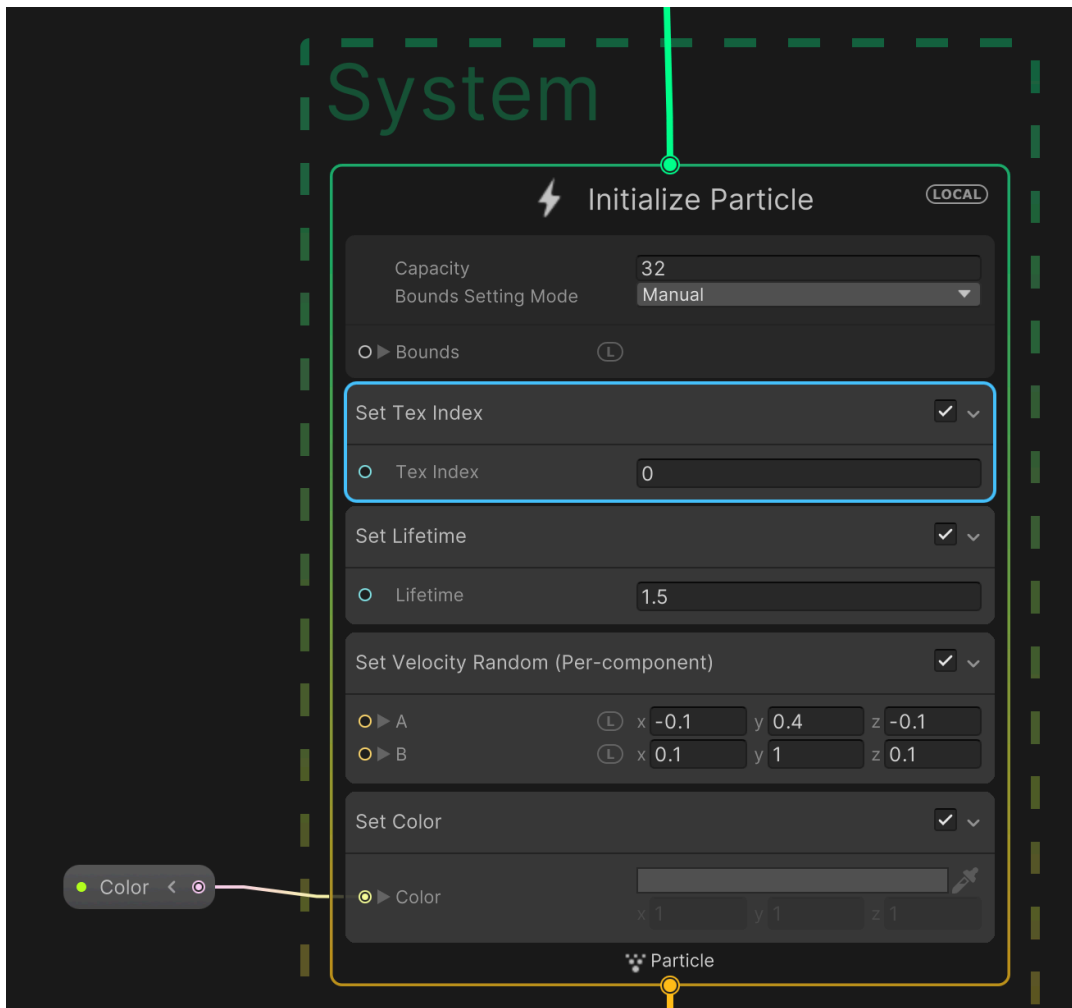 System
Initialize Particle
LOCAL
Capacity 32
Bounds Setting Mode Manual
Bounds L
Set Tex Index
Tex Index 0
Set Lifetime
Lifetime 1.5
Set Velocity Random (Per-component)
A L x -0.1 y 0.4 z -0.1
B L x 0.1 y 1 z 0.1
Set Color
Color
Color
x 1 y 1 z 1
Particle